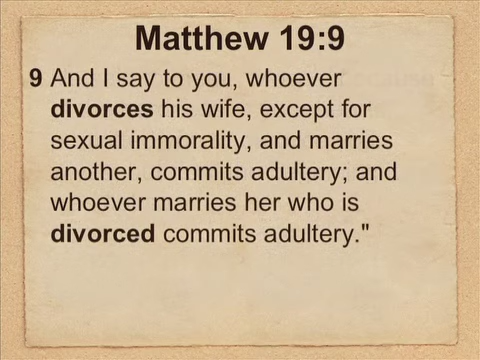 Matthew 19:9
9 And I say to you, whoever
divorces his wife, except for
sexual immorality, and marries
another, commits adultery; and
whoever marries her who is
divorced commits adultery."